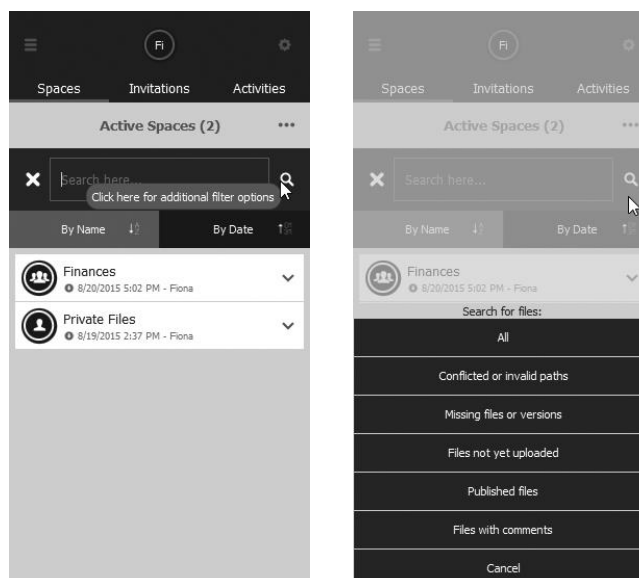 Fi
Spaces Invitations Activities
Active Spaces (2)
Search here...
Click here for additional filter options
By Name By Date
Finances
8/20/2015 5:02 PM - Fiona
Private Files
8/19/2015 2:37 PM - Fiona
Fi
Spaces Invitations Activities
Active Spaces (2)
Search here...
By Name By Date
Finances
8/20/2015 5:02 PM - Fiona
Search for files:
All
Conflicted or invalid paths
Missing files or versions
Files not yet uploaded
Published files
Files with comments
Cancel